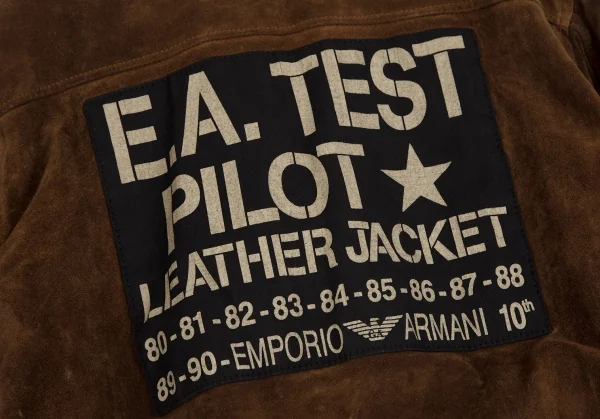 E.A. TEST
PILOT ★
LEATHER JACKET
80-81-82-83-84-85-86-87-88
89-90-EMPORIO ARMANI 10th